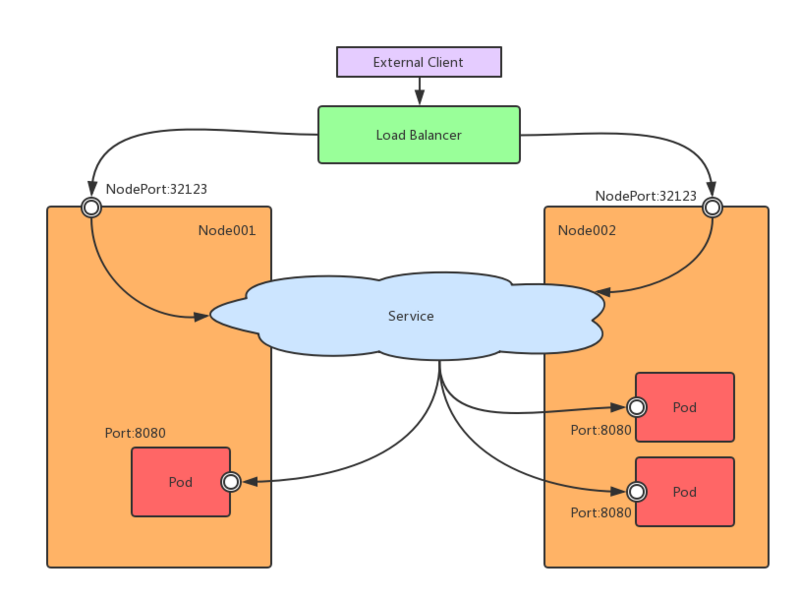 External Client
Load Balancer
NodePort:32123
NodePort:32123
Node001
Node002
Service
Pod
Port:8080
Port:8080
Pod
Pod
Port:8080